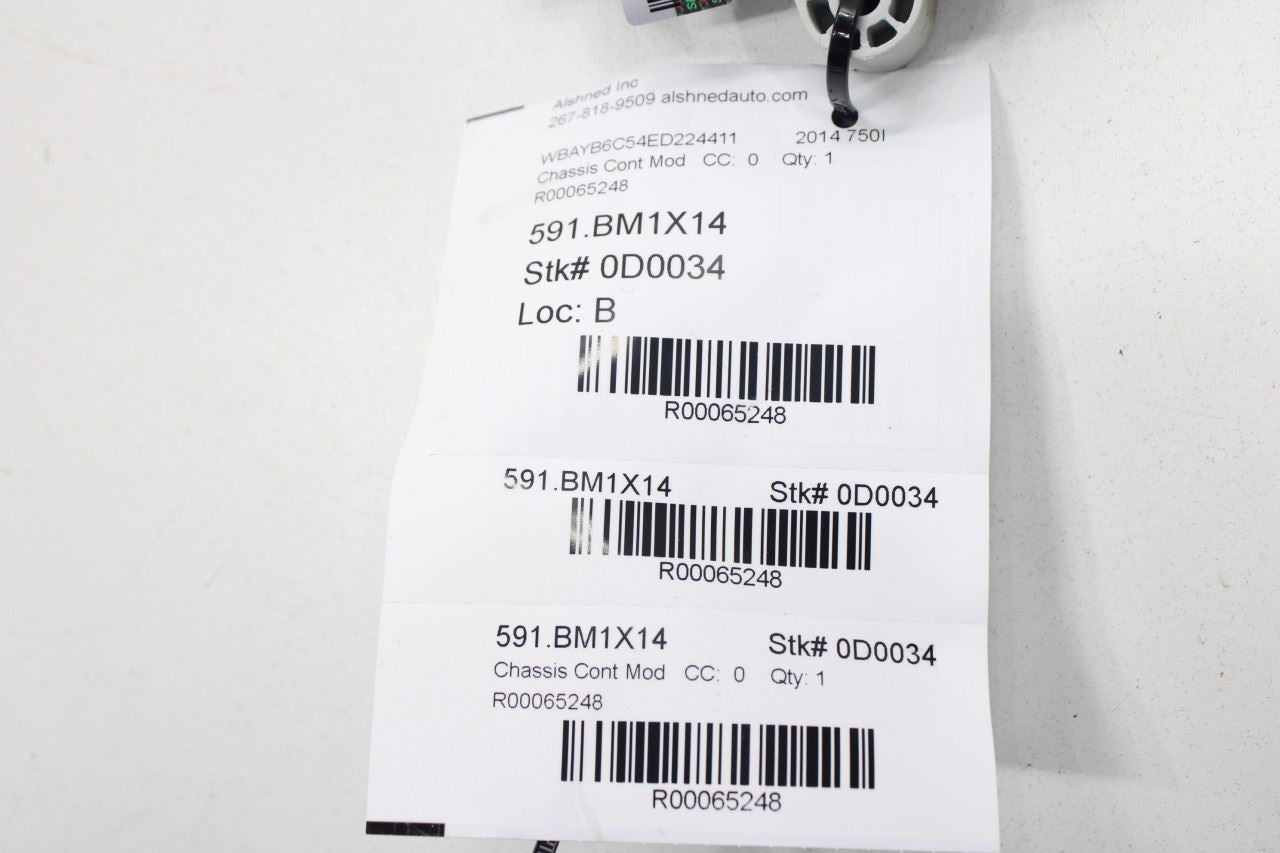 Alshned Inc
267-818-9509 alshnedauto.com
WBAYB6C54ED224411 2014 750I
Chassis Cont Mod CC: 0 Qty: 1
R00065248
591.BM1X14
Stk# 0D0034
Loc: B
R00065248
591.BM1X14 Stk# 0D0034
R00065248
591.BM1X14 Stk# 0D0034
Chassis Cont Mod CC: 0 Qty: 1
R00065248
R00065248